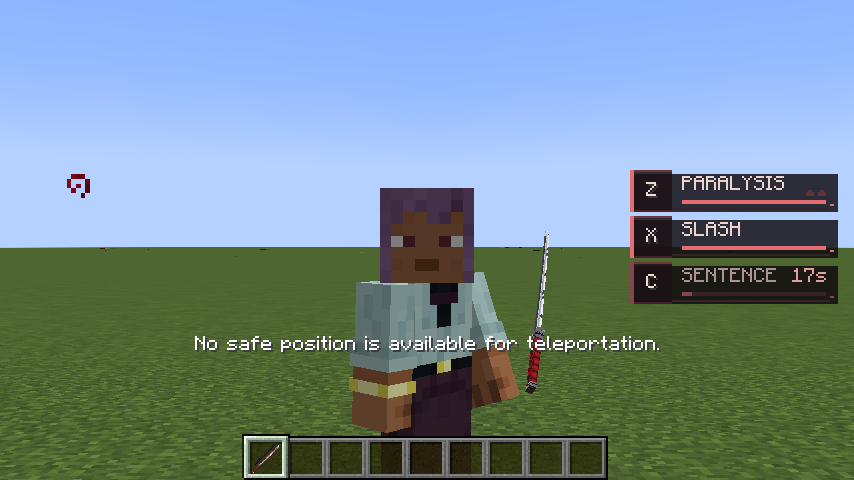 Z PARALYSIS
X SLASH
C SENTENCE 17s
No safe position is available for teleportation.